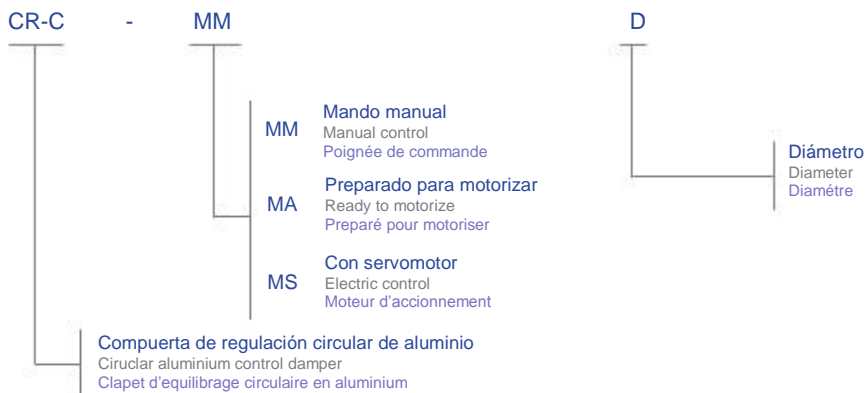 CR-C - MM D
MM Mando manual
Manual control
Poignée de commande
MA Preparado para motorizar
Ready to motorize
Preparé pour motoriser
MS Con servomotor
Electric control
Moteur d'accionnement
Diámetro
Diameter
Diamétre
Compuerta de regulación circular de aluminio
Ciruclar aluminium control damper
Clapet d'equilibrage circulaire en aluminium